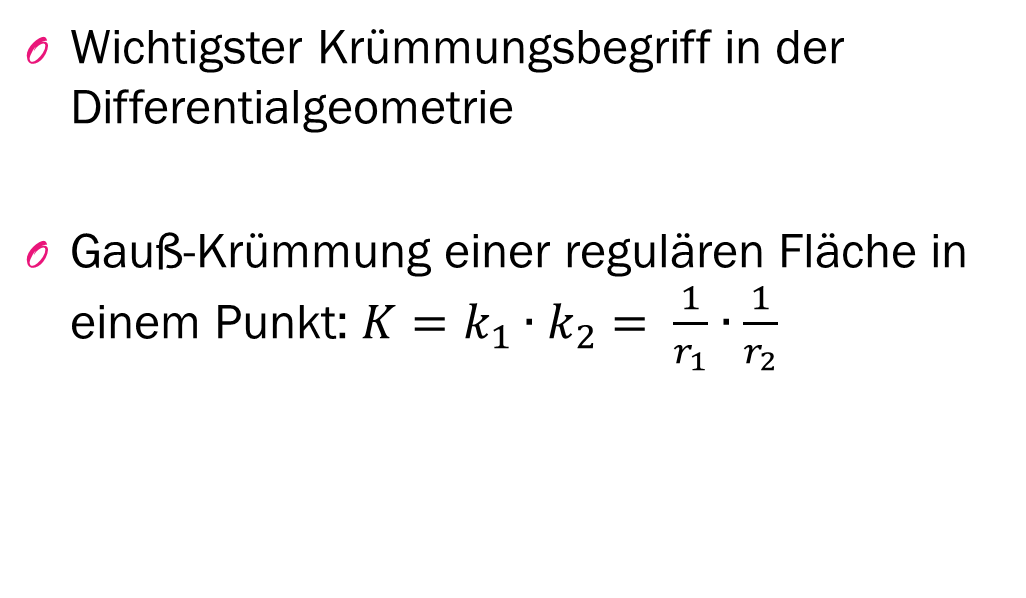 Wichtigster Krümmungsbegriff in der
Differentialgeometrie
Gauß-Krümmung einer regulären Fläche in
einem Punkt: K = k₁ · k₂ = 1/r₁ · 1/r₂